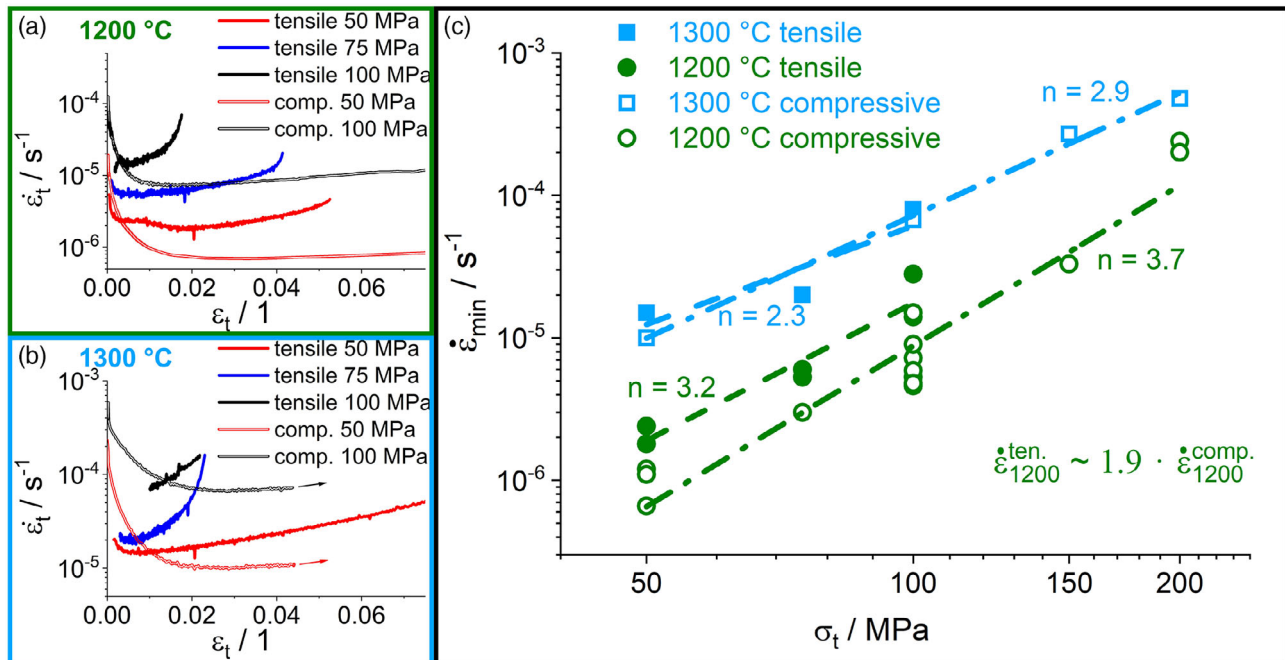 (a) 1200 °C
tensile 50 MPa
tensile 75 MPa
tensile 100 MPa
comp. 50 MPa
comp. 100 MPa
10⁻⁴
10⁻⁵
10⁻⁶
ε̇t / s⁻¹
0.00 0.02 0.04 0.06
εt / 1
(b) 1300 °C
tensile 50 MPa
tensile 75 MPa
tensile 100 MPa
comp. 50 MPa
comp. 100 MPa
10⁻³
10⁻⁴
10⁻⁵
ε̇t / s⁻¹
0.00 0.02 0.04 0.06
εt / 1
(c)
1300 °C tensile
1200 °C tensile
1300 °C compressive
1200 °C compressive
10⁻³
10⁻⁴
10⁻⁵
10⁻⁶
ε̇min / s⁻¹
n = 2.9
n = 3.7
n = 2.3
n = 3.2
ε̇1200ten. ~ 1.9 · ε̇1200comp.
50 100 150 200
σt / MPa